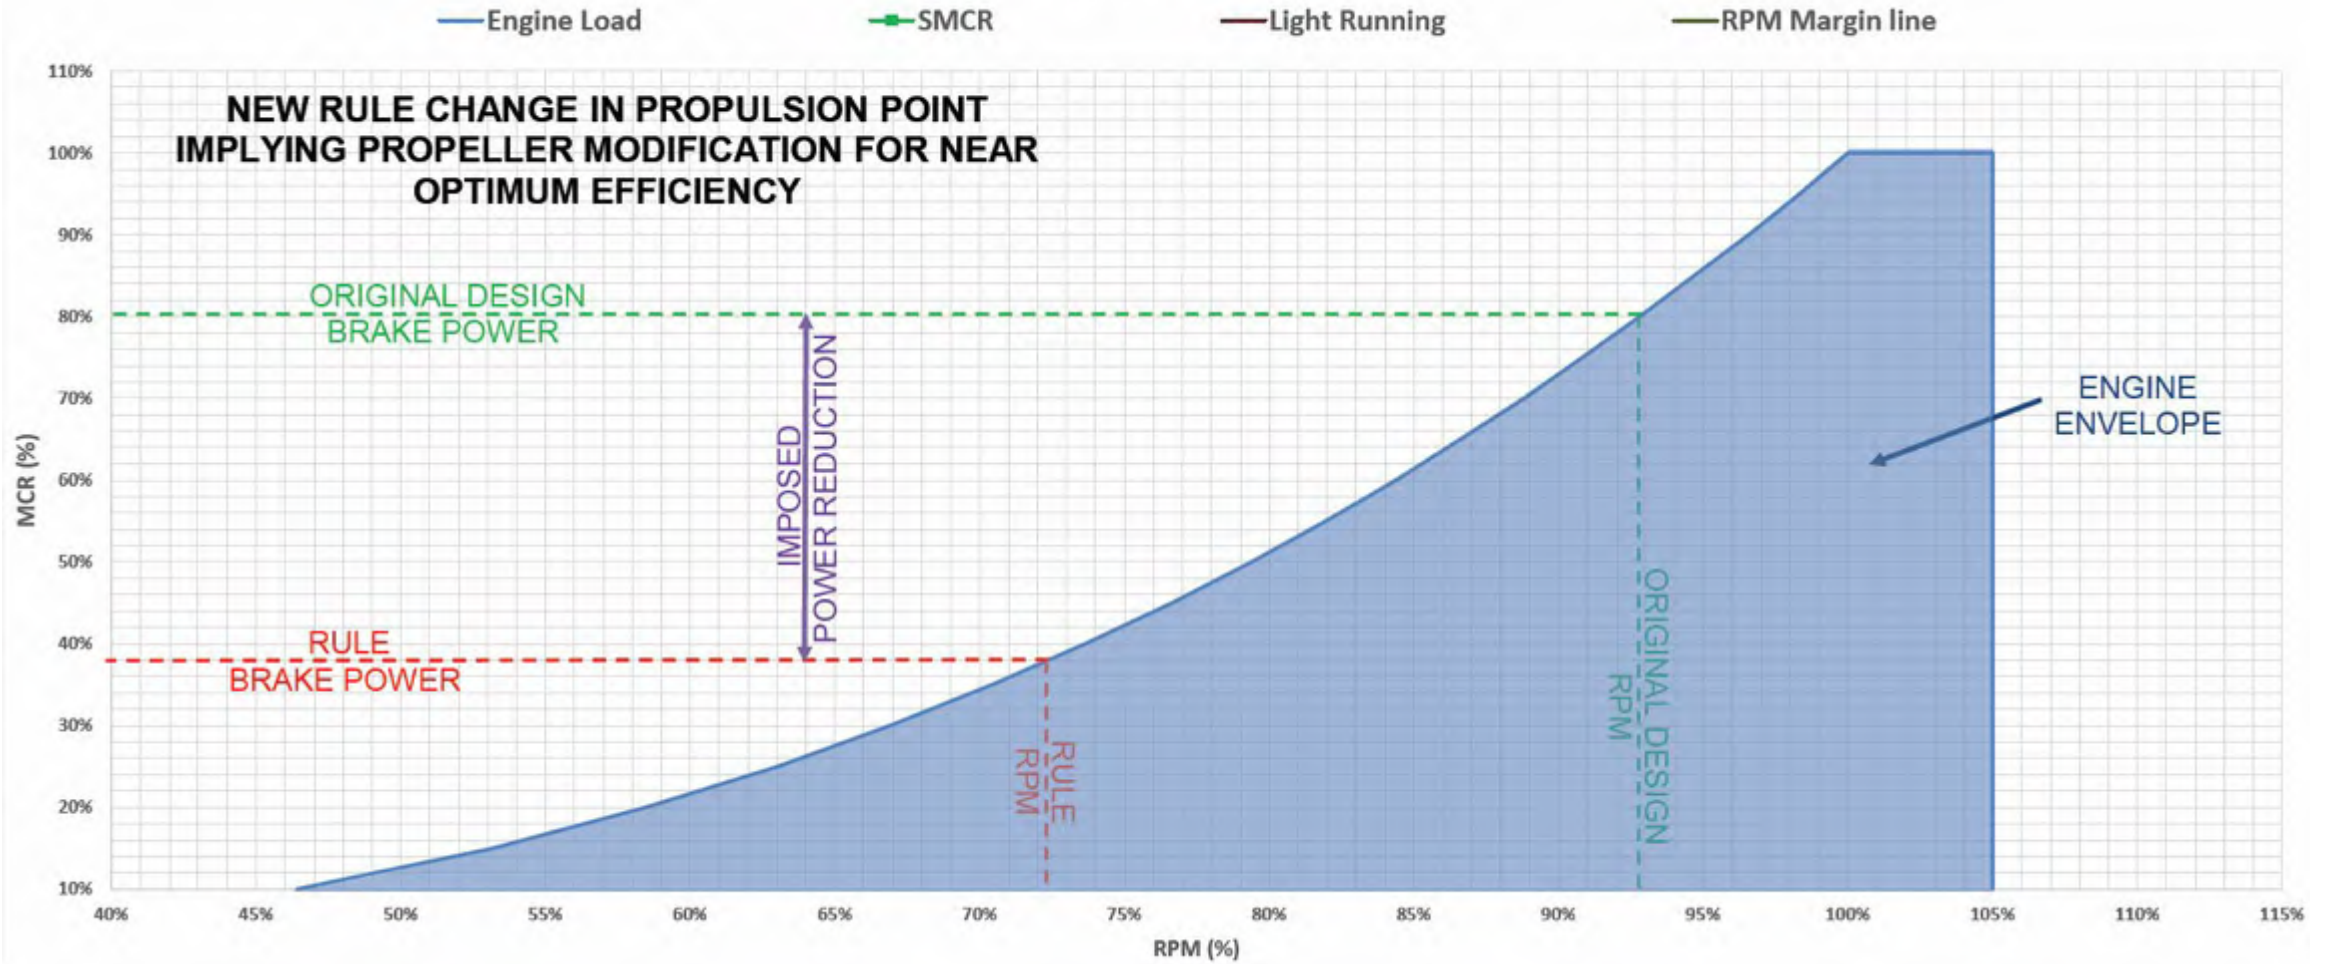 Engine Load
SMCR
Light Running
RPM Margin line
NEW RULE CHANGE IN PROPULSION POINT
IMPLYING PROPELLER MODIFICATION FOR NEAR
OPTIMUM EFFICIENCY
110%
100%
90%
80%
70%
60%
50%
40%
30%
20%
10%
MCR (%)
ORIGINAL DESIGN
BRAKE POWER
IMPOSED
POWER REDUCTION
RULE
BRAKE POWER
RULE
RPM
ORIGINAL DESIGN
RPM
ENGINE
ENVELOPE
40%
45%
50%
55%
60%
65%
70%
75%
80%
85%
90%
95%
100%
105%
110%
115%
RPM (%)